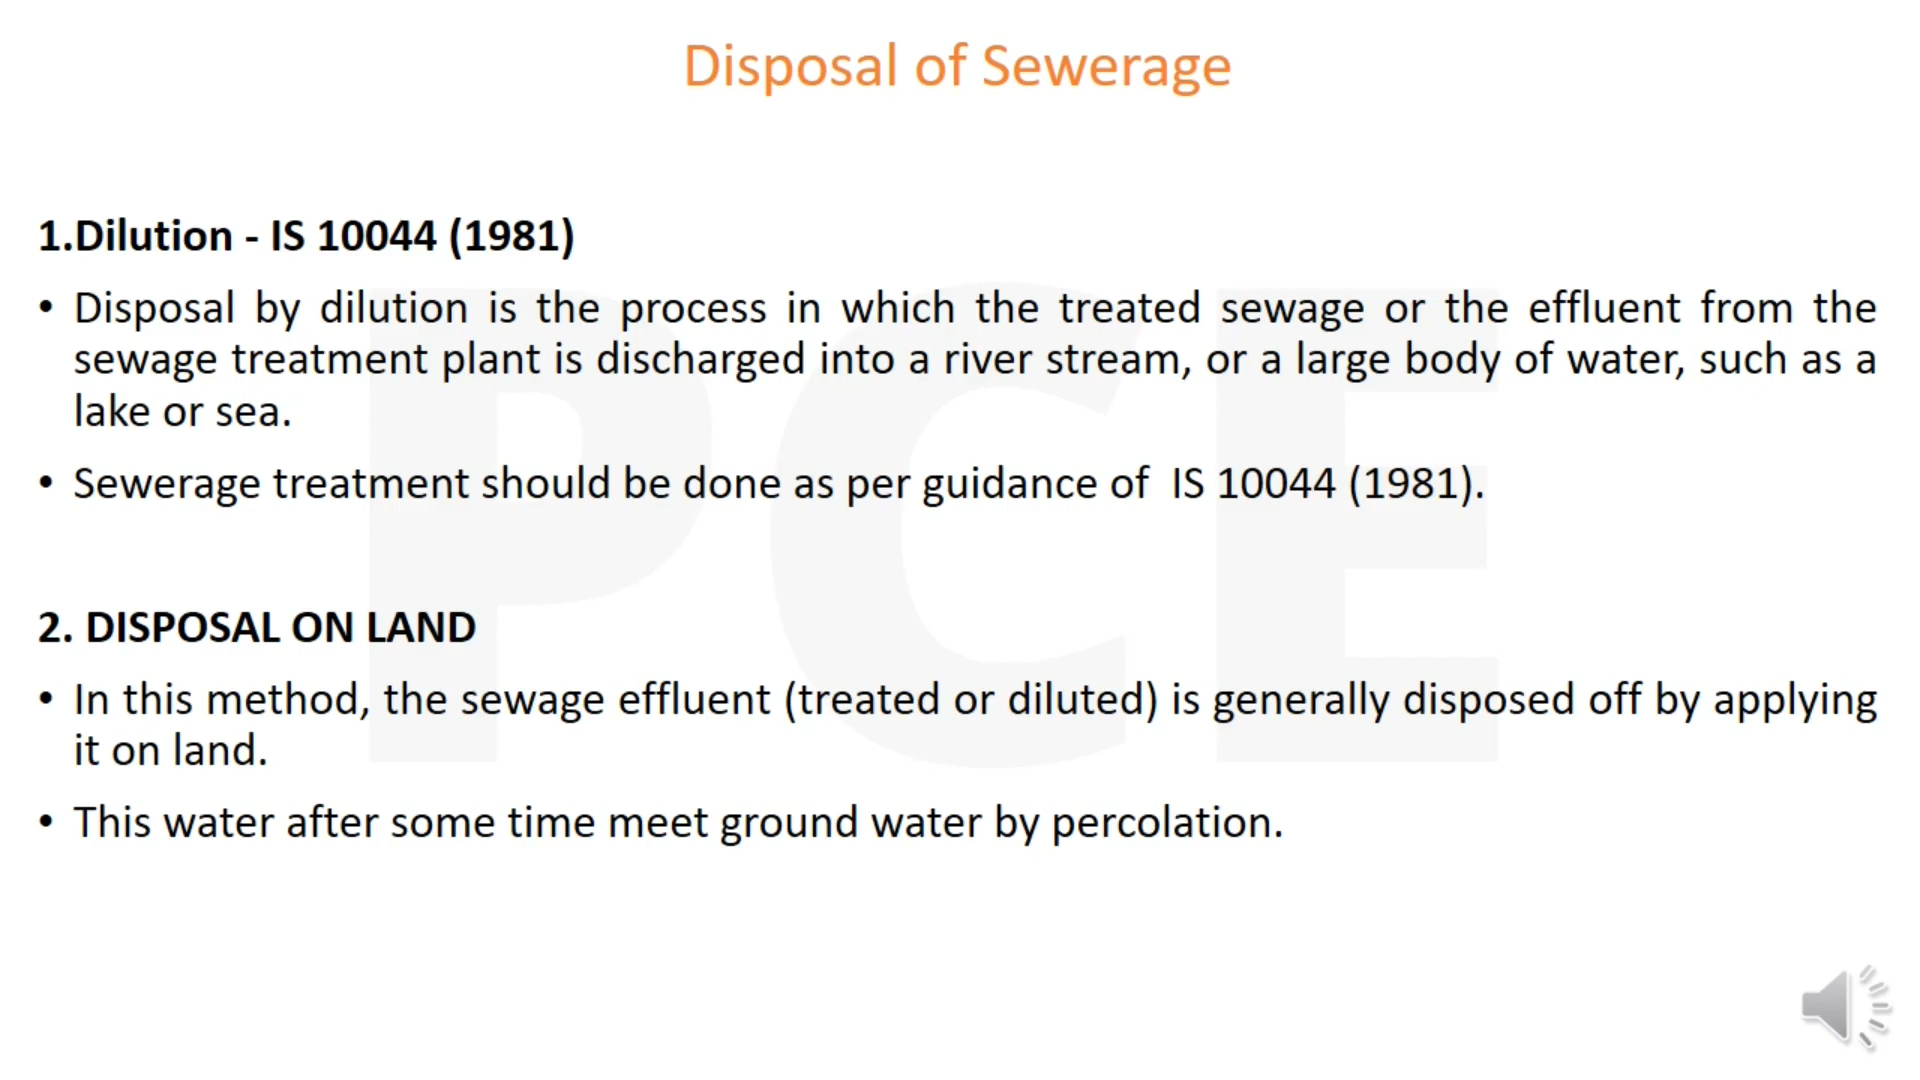 Disposal of Sewerage
1.Dilution - IS 10044 (1981)
• Disposal by dilution is the process in which the treated sewage or the effluent from the
sewage treatment plant is discharged into a river stream, or a large body of water, such as a
lake or sea.
• Sewerage treatment should be done as per guidance of IS 10044 (1981).
2. DISPOSAL ON LAND
• In this method, the sewage effluent (treated or diluted) is generally disposed off by applying
it on land.
• This water after some time meet ground water by percolation.
PCE